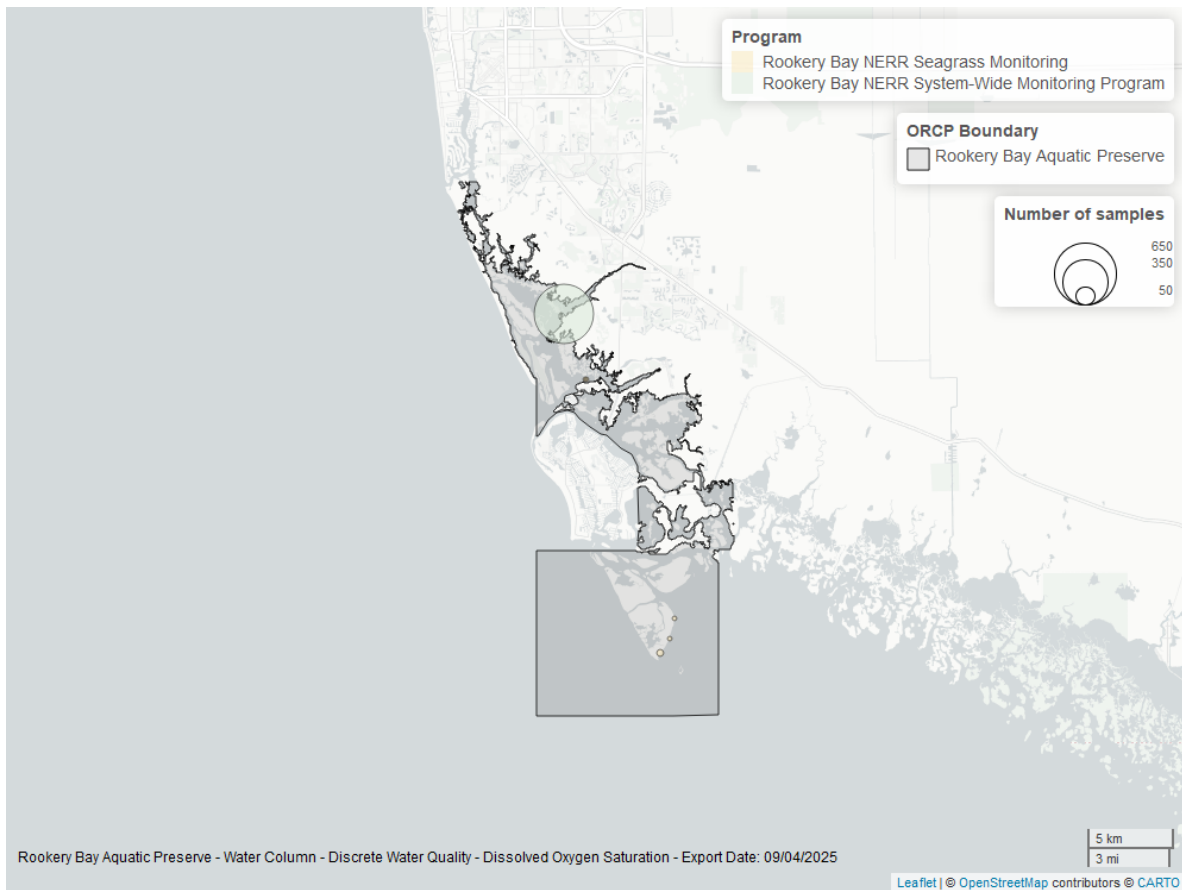 Program
Rookery Bay NERR Seagrass Monitoring
Rookery Bay NERR System-Wide Monitoring Program
ORCP Boundary
Rookery Bay Aquatic Preserve
Number of samples
650
350
50
5 km
3 mi
Rookery Bay Aquatic Preserve - Water Column - Discrete Water Quality - Dissolved Oxygen Saturation - Export Date: 09/04/2025
Leaflet | © OpenStreetMap contributors © CARTO